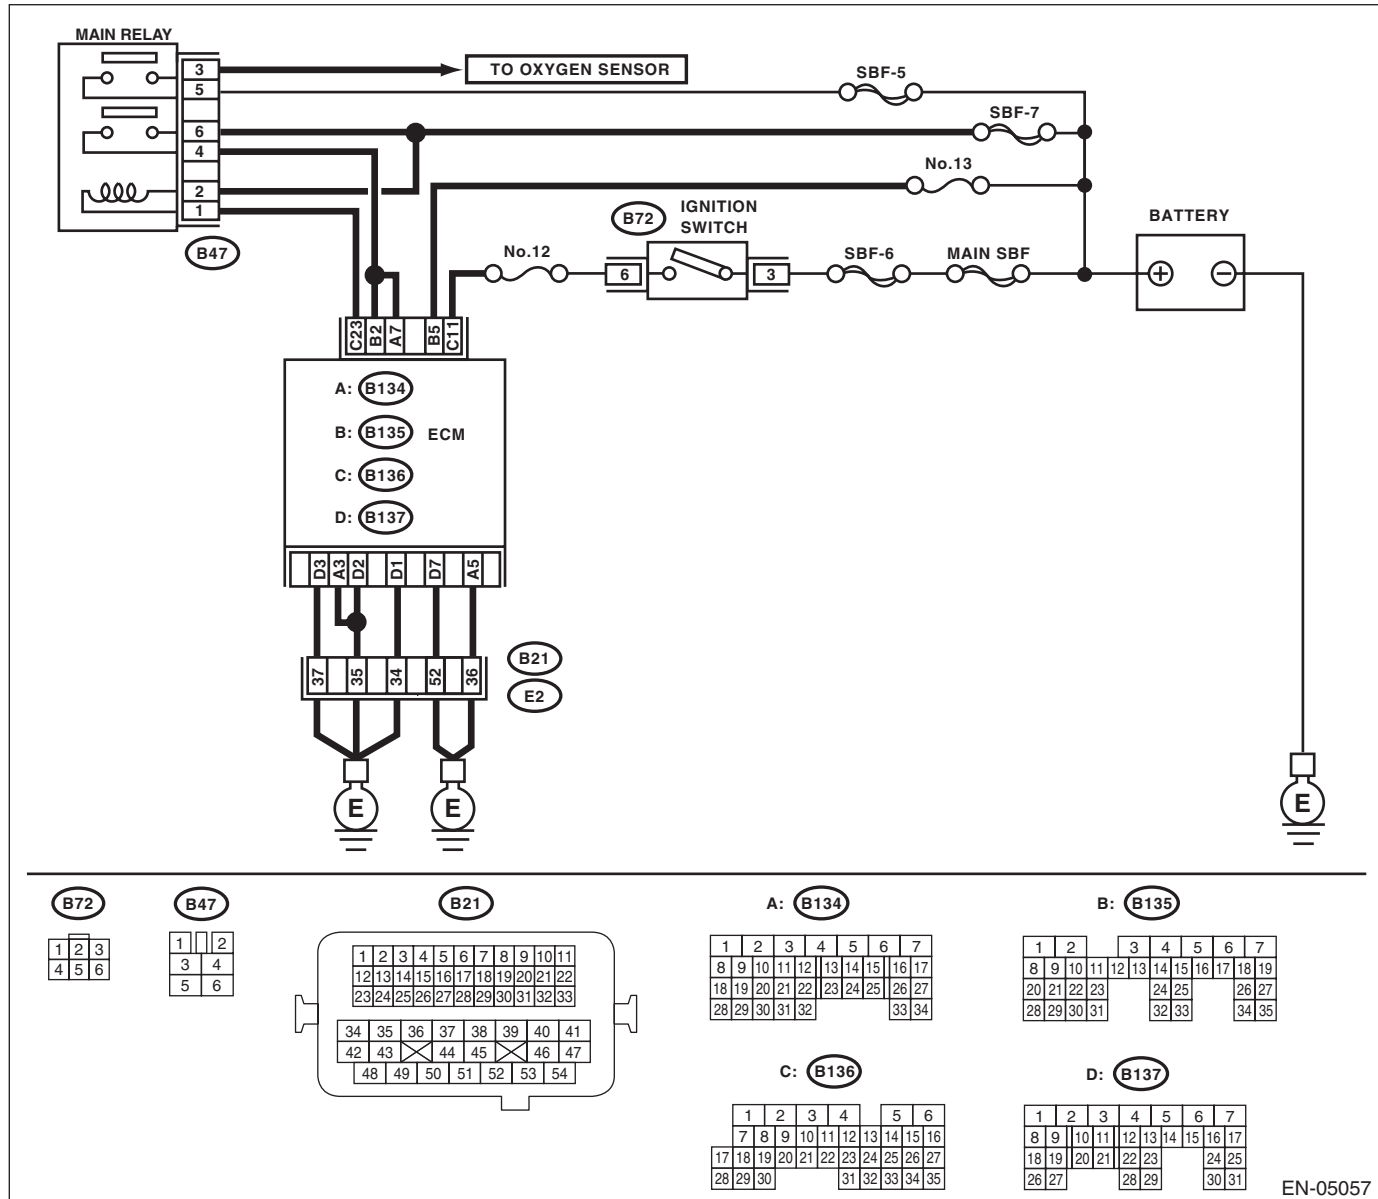 MAIN RELAY
3
TO OXYGEN SENSOR
5
SBF-5
6
SBF-7
4
No.13
2
1
B47
B72
IGNITION
SWITCH
BATTERY
No.12
6
3
SBF-6
MAIN SBF
+
−
C23
B2
A7
B5
C11
A: B134
B: B135
ECM
C: B136
D: B137
D3
A3
D2
D1
D7
A5
B21
E2
37
35
34
52
36
E
E
E
B72
B47
B21
A: B134
B: B135
1 2 3
4 5 6
1 2
3 4
5 6
1 2 3 4 5 6 7 8 9 10 11
12 13 14 15 16 17 18 19 20 21 22
23 24 25 26 27 28 29 30 31 32 33
34 35 36 37 38 39 40 41
42 43 44 45 46 47
48 49 50 51 52 53 54
1 2 3 4 5 6 7
8 9 10 11 12 13 14 15 16 17
18 19 20 21 22 23 24 25 26 27
28 29 30 31 32 33 34
1 2 3 4 5 6 7
8 9 10 11 12 13 14 15 16 17 18 19
20 21 22 23 24 25 26 27
28 29 30 31 32 33 34 35
C: B136
D: B137
1 2 3 4 5 6
7 8 9 10 11 12 13 14 15 16
17 18 19 20 21 22 23 24 25 26 27
28 29 30 31 32 33 34 35
1 2 3 4 5 6 7
8 9 10 11 12 13 14 15 16 17
18 19 20 21 22 23 24 25
26 27 28 29 30 31
EN-05057